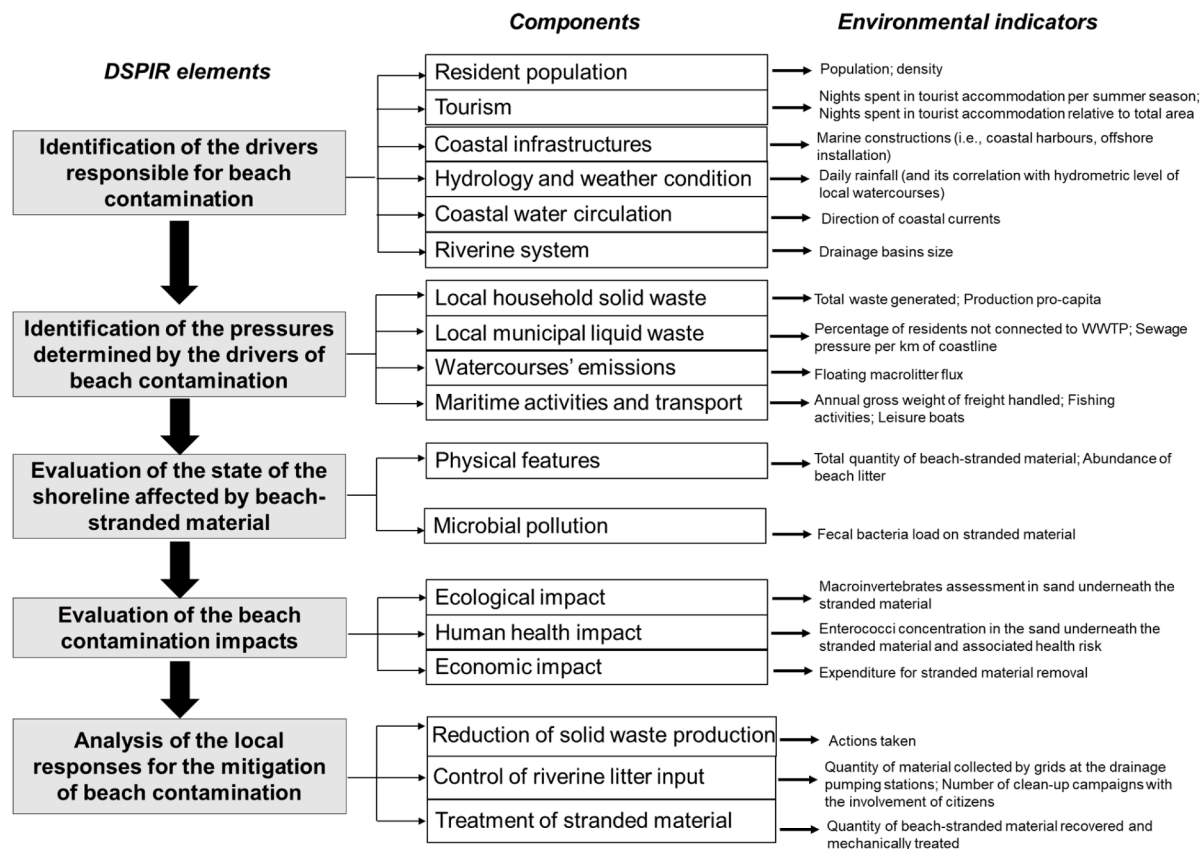 Components
Environmental indicators
DSPIR elements
Identification of the drivers
responsible for beach
contamination
Resident population
Population; density
Tourism
Nights spent in tourist accommodation per summer season;
Nights spent in tourist accommodation relative to total area
Coastal infrastructures
Marine constructions (i.e., coastal harbours, offshore
installation)
Hydrology and weather condition
Daily rainfall (and its correlation with hydrometric level of
local watercourses)
Coastal water circulation
Direction of coastal currents
Riverine system
Drainage basins size
Identification of the pressures
determined by the drivers of
beach contamination
Local household solid waste
Total waste generated; Production pro-capita
Local municipal liquid waste
Percentage of residents not connected to WWTP; Sewage
pressure per km of coastline
Watercourses' emissions
Floating macrolitter flux
Maritime activities and transport
Annual gross weight of freight handled; Fishing
activities; Leisure boats
Evaluation of the state of the
shoreline affected by beach-
stranded material
Physical features
Total quantity of beach-stranded material; Abundance of
beach litter
Microbial pollution
Fecal bacteria load on stranded material
Evaluation of the beach
contamination impacts
Ecological impact
Macroinvertebrates assessment in sand underneath the
stranded material
Human health impact
Enterococci concentration in the sand underneath the
stranded material and associated health risk
Economic impact
Expenditure for stranded material removal
Analysis of the local
responses for the mitigation
of beach contamination
Reduction of solid waste production
Actions taken
Control of riverine litter input
Quantity of material collected by grids at the drainage
pumping stations; Number of clean-up campaigns with
the involvement of citizens
Treatment of stranded material
Quantity of beach-stranded material recovered and
mechanically treated